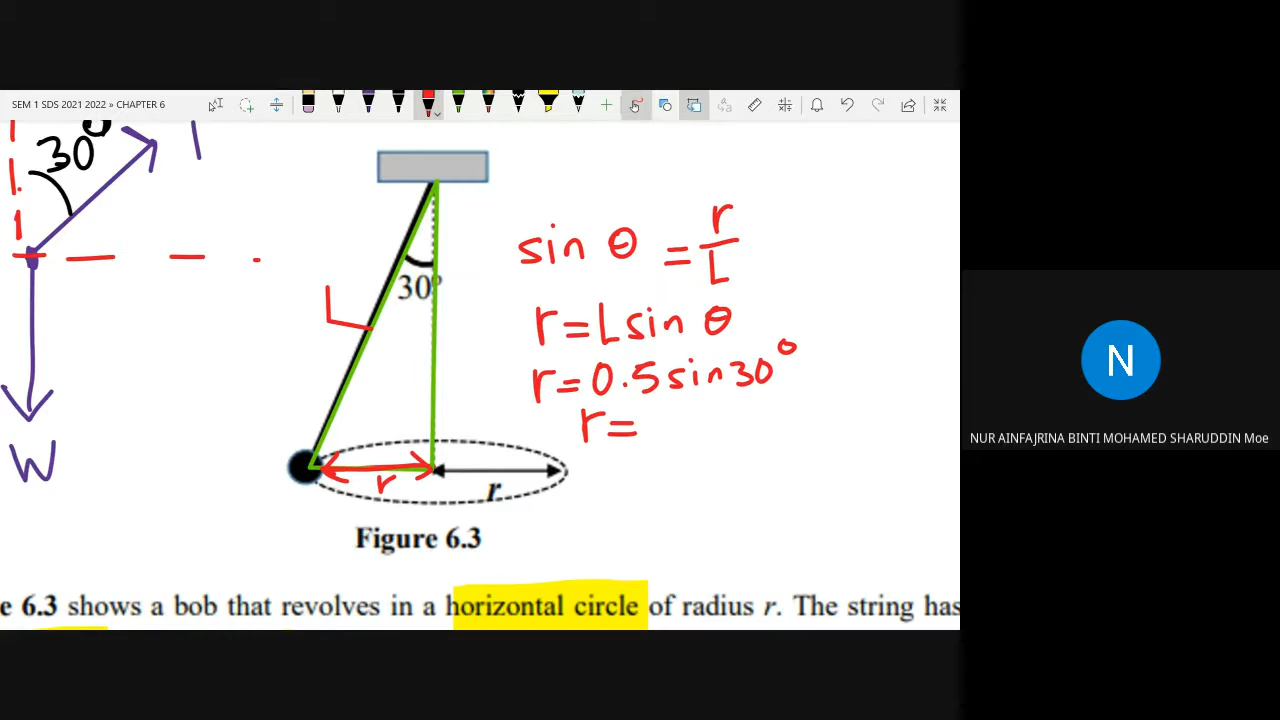 SEM 1 SDS 2021 2022 » CHAPTER 6
30°
T
W
30°
L
r
r
sin θ = r/L
r = L sin θ
r = 0.5 sin 30°
r =
Figure 6.3
e 6.3 shows a bob that revolves in a horizontal circle of radius r. The string has
N
NUR AINFAJRINA BINTI MOHAMED SHARUDDIN Moe